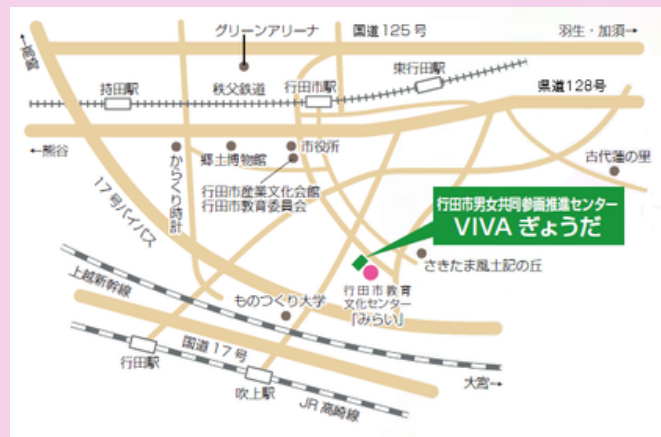 グリーンアリーナ
国道125号
羽生・加須→
持田駅
秩父鉄道
行田市駅
東行田駅
県道128号
←熊谷
からくり時計
郷土博物館
市役所
行田市産業文化会館
行田市教育委員会
古代蓮の里
17号バイパス
行田市男女共同参画推進センター
VIVA ぎょうだ
さきたま風土記の丘
行田市教育
文化センター
「みらい」
上越新幹線
ものつくり大学
行田駅
国道17号
吹上駅
JR高崎線
大宮→